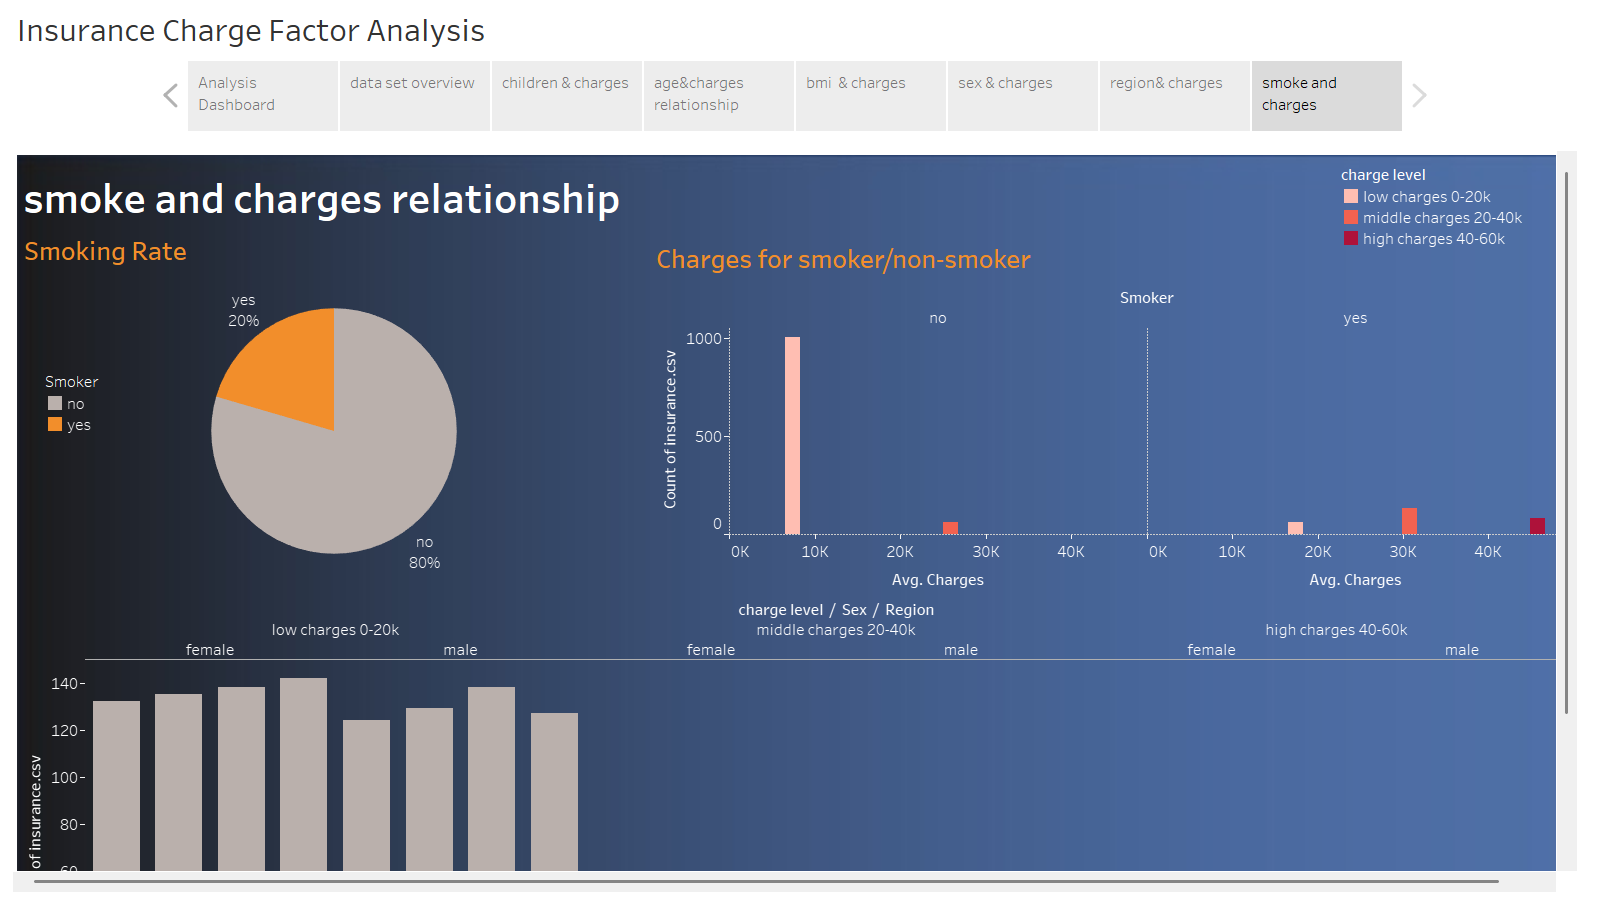 Insurance Charge Factor Analysis
Analysis
Dashboard
data set overview
children & charges
age&charges
relationship
bmi & charges
sex & charges
region& charges
smoke and
charges
smoke and charges relationship
charge level
low charges 0-20k
middle charges 20-40k
high charges 40-60k
Smoking Rate
yes
20%
Smoker
no
yes
no
80%
Charges for smoker/non-smoker
Smoker
no
yes
Count of insurance.csv
1000
500
0
0K 10K 20K 30K 40K 0K 10K 20K 30K 40K
Avg. Charges
Avg. Charges
charge level / Sex / Region
low charges 0-20k
middle charges 20-40k
high charges 40-60k
female male female male female male
of insurance.csv
140
120
100
80